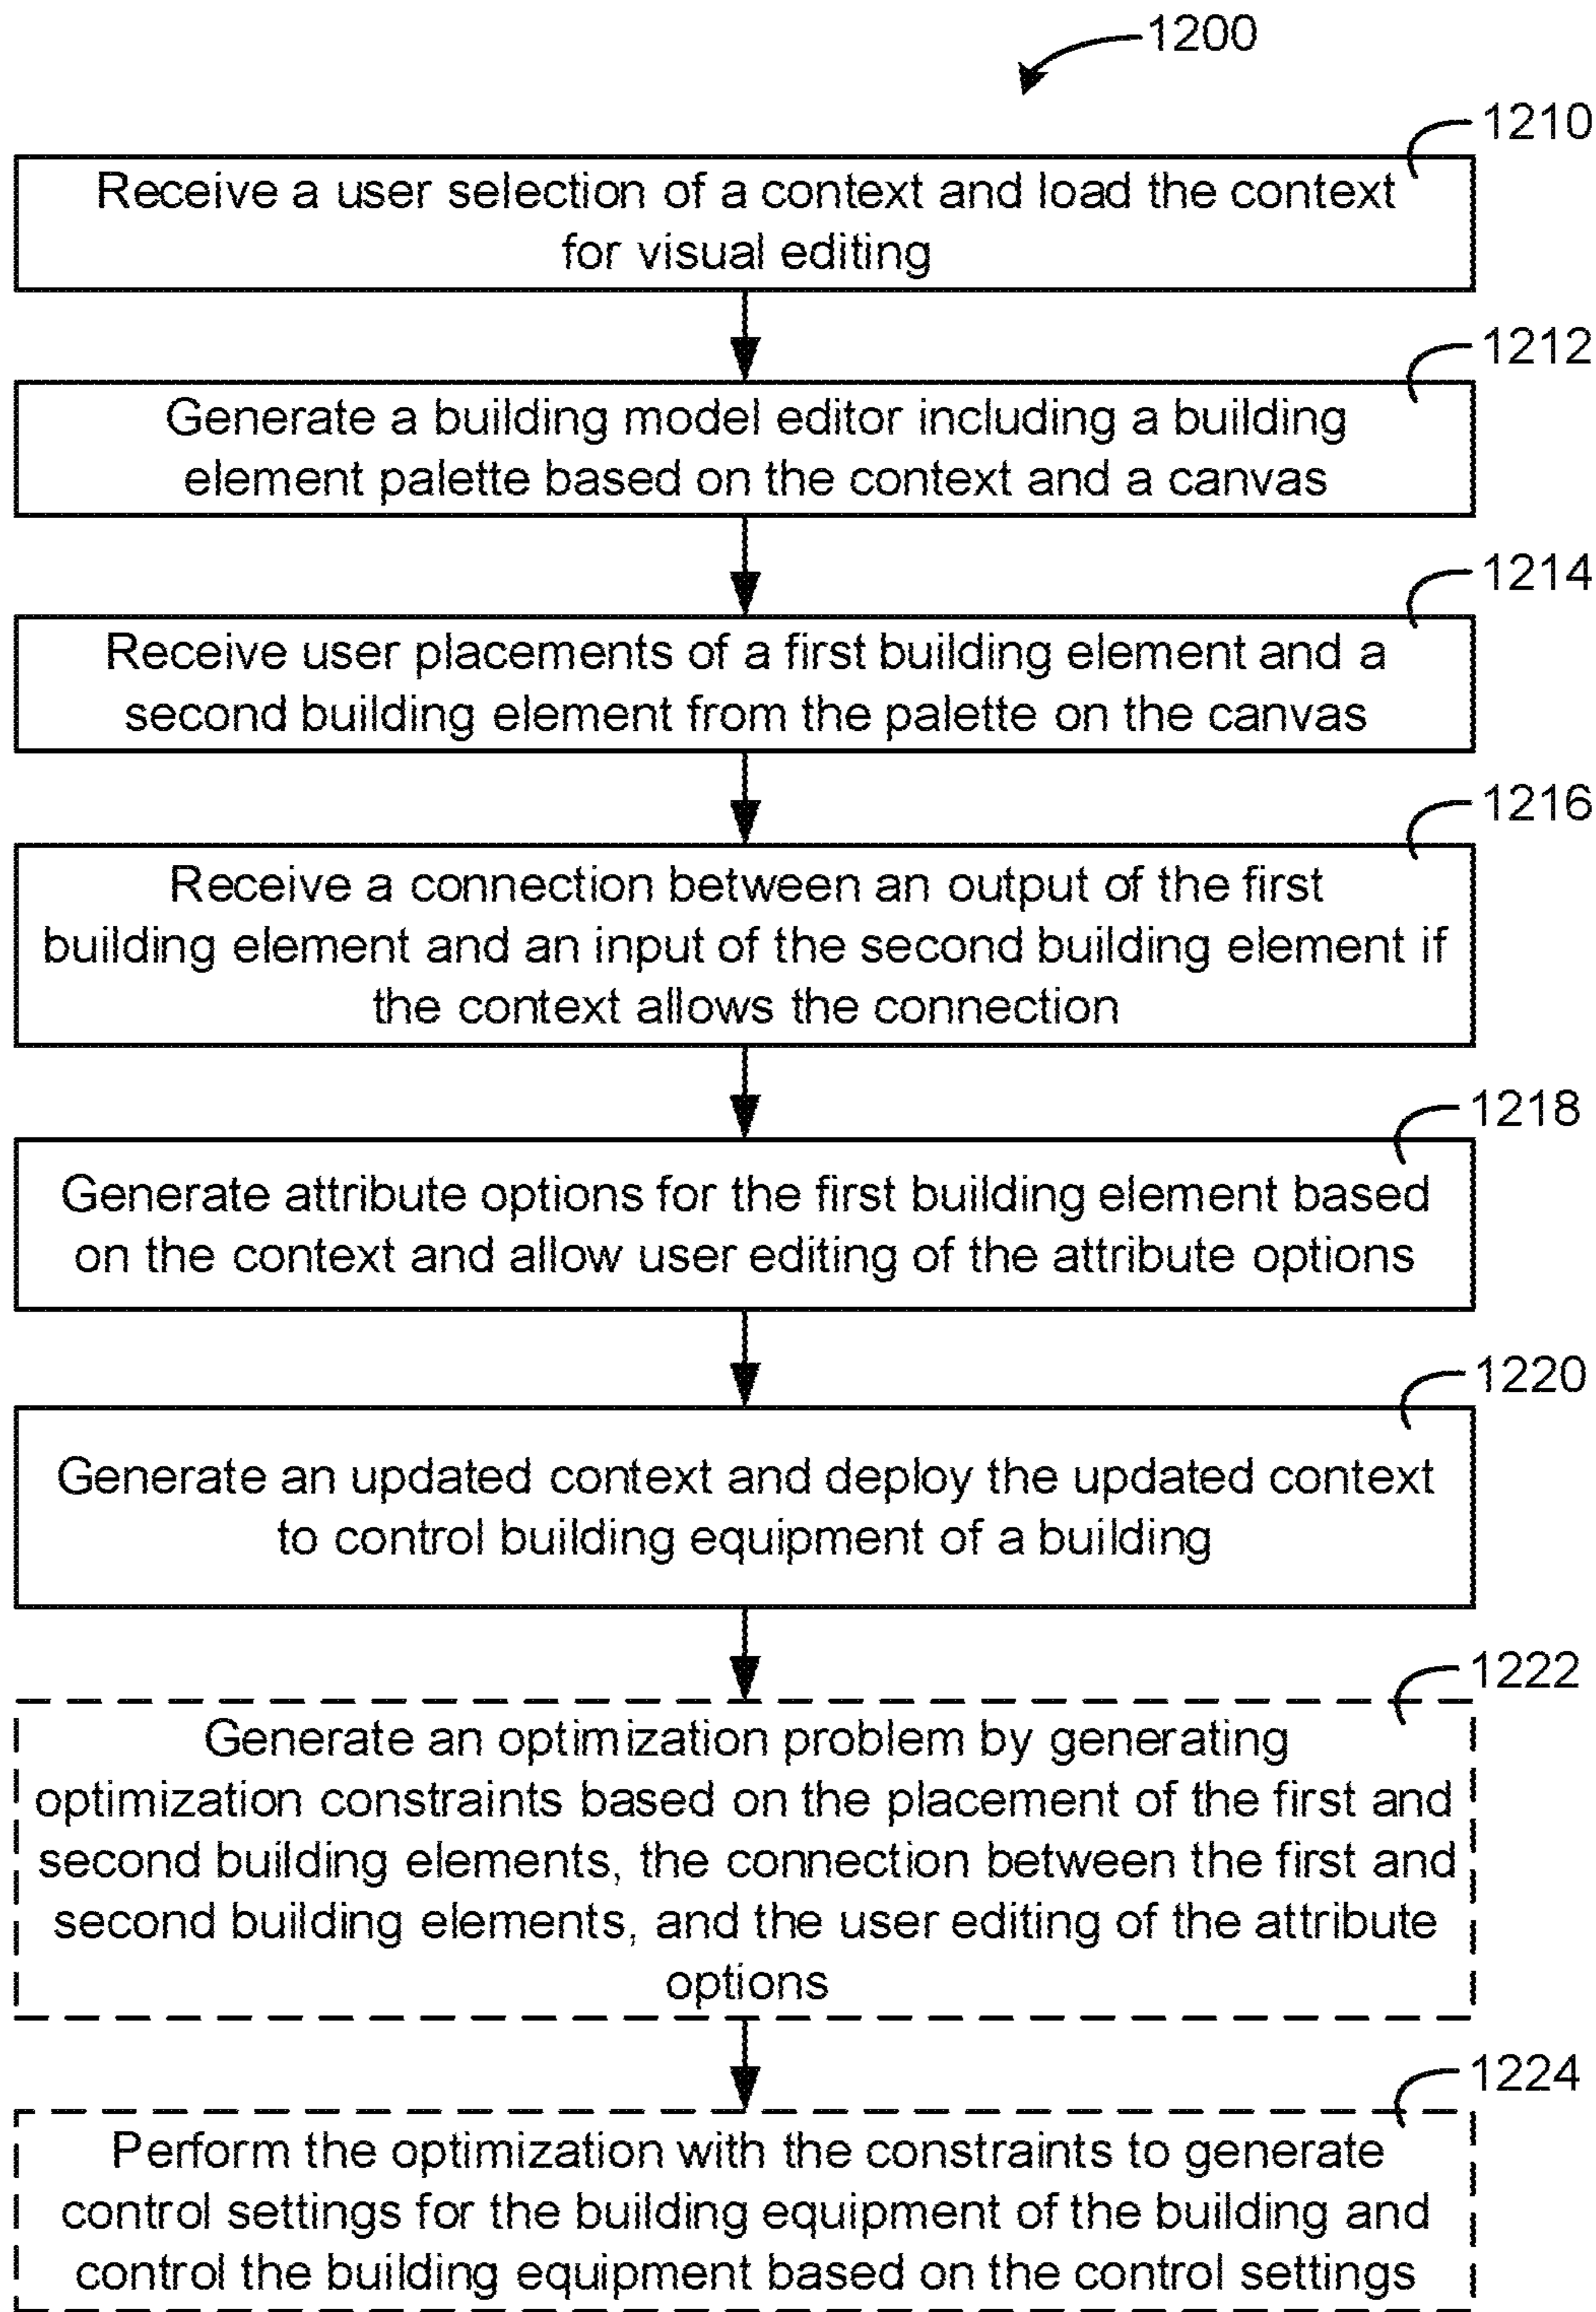 1200
1210
Receive a user selection of a context and load the context
for visual editing
1212
Generate a building model editor including a building
element palette based on the context and a canvas
1214
Receive user placements of a first building element and a
second building element from the palette on the canvas
1216
Receive a connection between an output of the first
building element and an input of the second building element if
the context allows the connection
1218
Generate attribute options for the first building element based
on the context and allow user editing of the attribute options
1220
Generate an updated context and deploy the updated context
to control building equipment of a building
1222
Generate an optimization problem by generating
optimization constraints based on the placement of the first and
second building elements, the connection between the first and
second building elements, and the user editing of the attribute
options
1224
Perform the optimization with the constraints to generate
control settings for the building equipment of the building and
control the building equipment based on the control settings